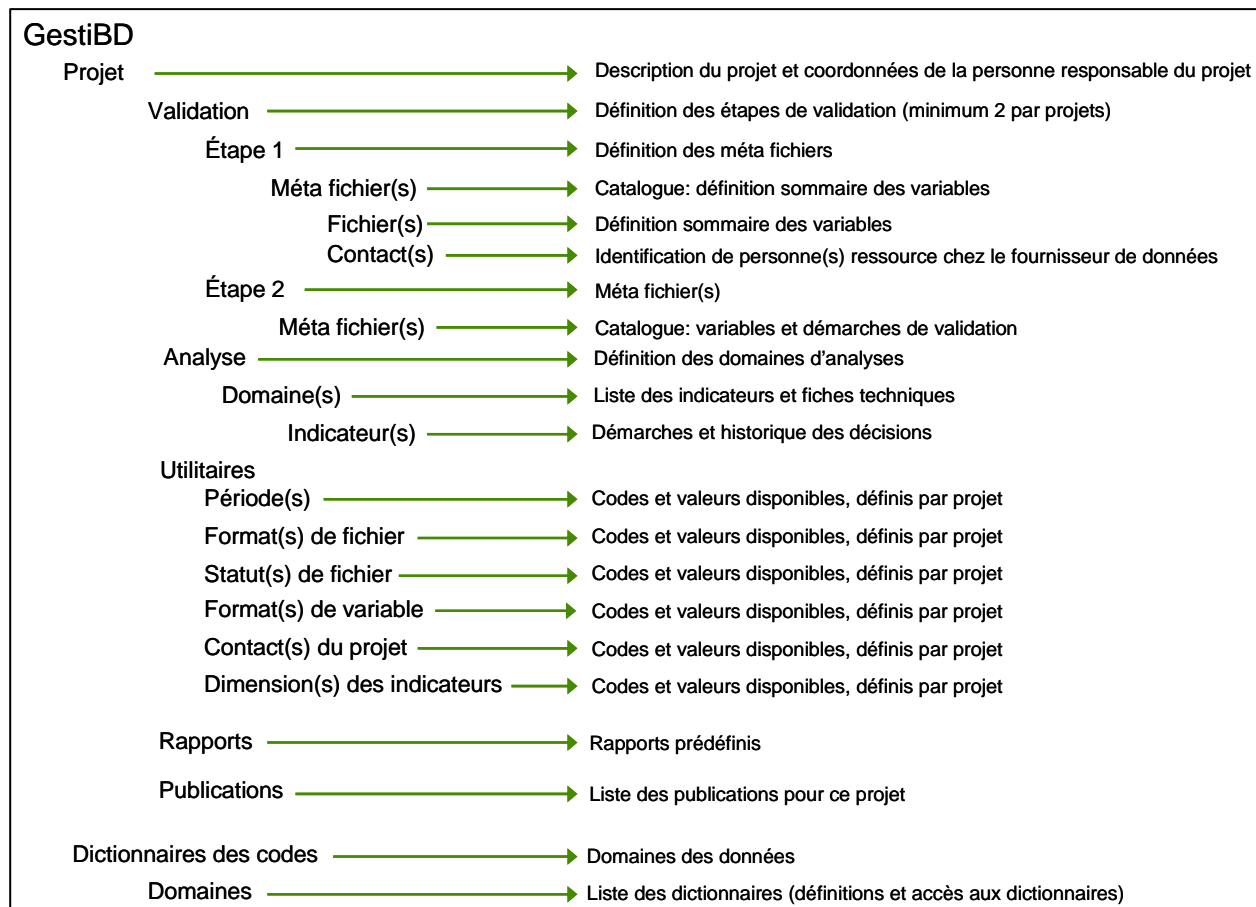 GestiBD
Projet Description du projet et coordonnées de la personne responsable du projet
Validation Définition des étapes de validation (minimum 2 par projets)
Étape 1 Définition des méta fichiers
Méta fichier(s) Catalogue: définition sommaire des variables
Fichier(s) Définition sommaire des variables
Contact(s) Identification de personne(s) ressource chez le fournisseur de données
Étape 2 Méta fichier(s)
Méta fichier(s) Catalogue: variables et démarches de validation
Analyse Définition des domaines d'analyses
Domaine(s) Liste des indicateurs et fiches techniques
Indicateur(s) Démarches et historique des décisions
Utilitaires
Période(s) Codes et valeurs disponibles, définis par projet
Format(s) de fichier Codes et valeurs disponibles, définis par projet
Statut(s) de fichier Codes et valeurs disponibles, définis par projet
Format(s) de variable Codes et valeurs disponibles, définis par projet
Contact(s) du projet Codes et valeurs disponibles, définis par projet
Dimension(s) des indicateurs Codes et valeurs disponibles, définis par projet
Rapports Rapports prédéfinis
Publications Liste des publications pour ce projet
Dictionnaires des codes Domaines des données
Domaines Liste des dictionnaires (définitions et accès aux dictionnaires)